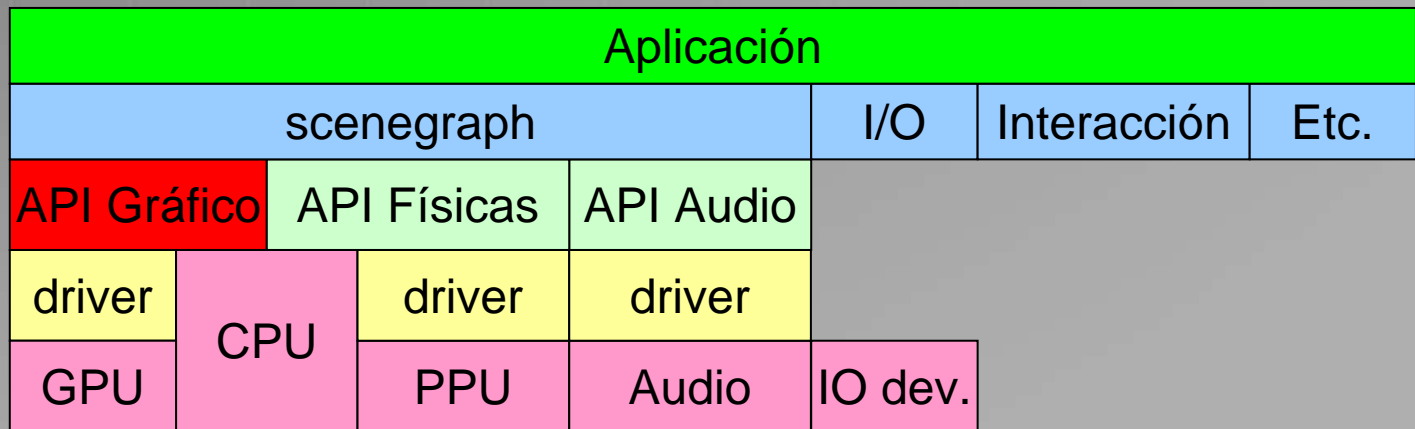 Aplicación
scenegraph I/O Interacción Etc.
API Gráfico API Físicas API Audio
driver driver driver
CPU
GPU PPU Audio IO dev.